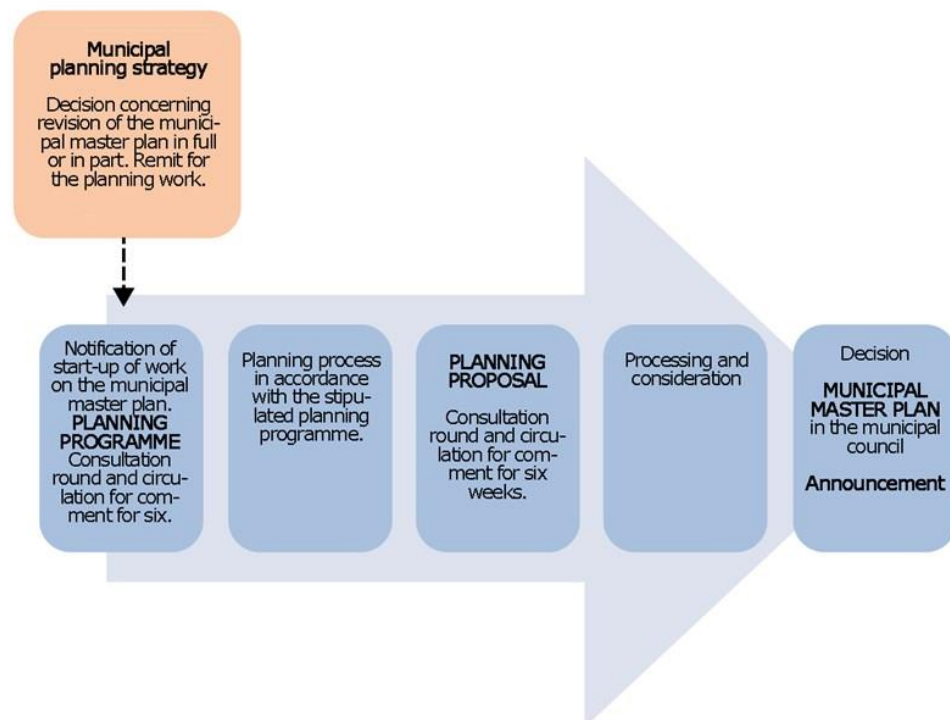 Municipal
planning strategy
Decision concerning
revision of the munici-
pal master plan in full
or in part. Remit for
the planning work.
Notification of
start-up of work
on the municipal
master plan.
PLANNING
PROGRAMME
Consultation
round and circu-
lation for com-
ment for six.
Planning process
in accordance
with the stipu-
lated planning
programme.
PLANNING
PROPOSAL
Consultation
round and circu-
lation for com-
ment for six
weeks.
Processing and
consideration
Decision
MUNICIPAL
MASTER PLAN
in the municipal
council
Announcement